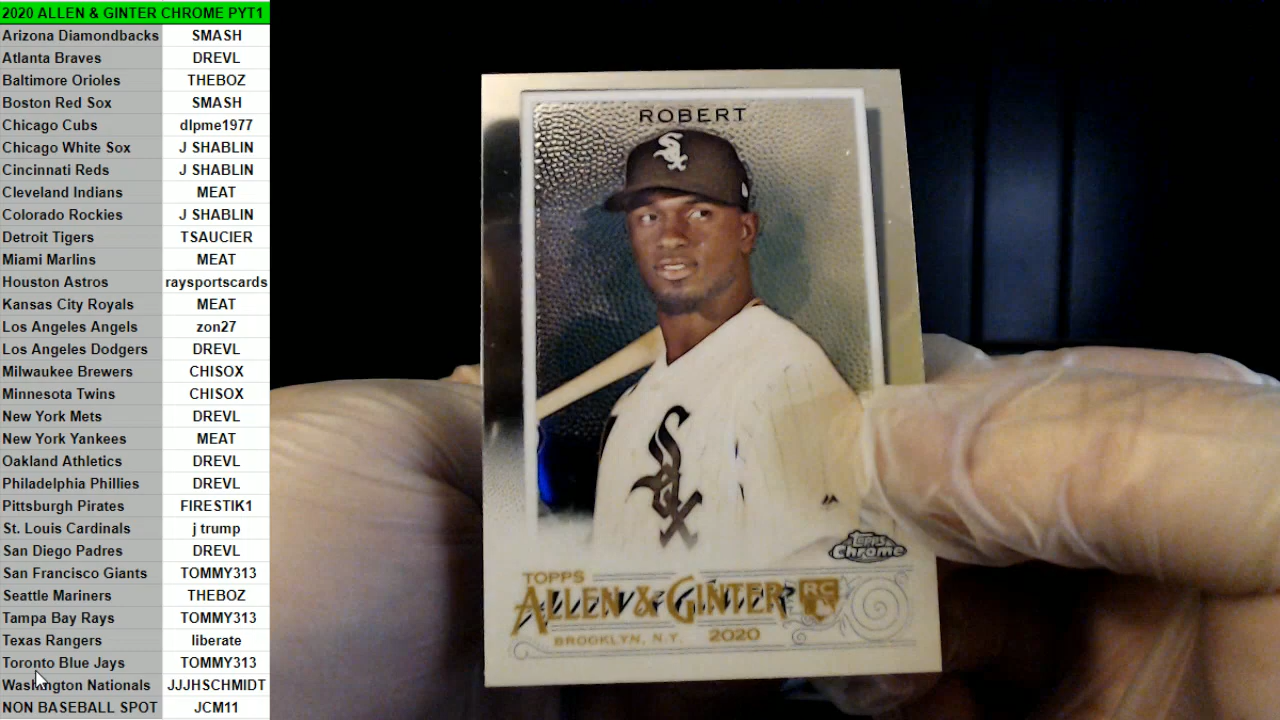 2020 ALLEN & GINTER CHROME PYT1
Arizona Diamondbacks SMASH
Atlanta Braves DREVL
Baltimore Orioles THEBOZ
Boston Red Sox SMASH
Chicago Cubs dlpme1977
Chicago White Sox J SHABLIN
Cincinnati Reds J SHABLIN
Cleveland Indians MEAT
Colorado Rockies J SHABLIN
Detroit Tigers TSAUCIER
Miami Marlins MEAT
Houston Astros raysportscards
Kansas City Royals MEAT
Los Angeles Angels zon27
Los Angeles Dodgers DREVL
Milwaukee Brewers CHISOX
Minnesota Twins CHISOX
New York Mets DREVL
New York Yankees MEAT
Oakland Athletics DREVL
Philadelphia Phillies DREVL
Pittsburgh Pirates FIRESTIK1
St. Louis Cardinals j trump
San Diego Padres DREVL
San Francisco Giants TOMMY313
Seattle Mariners THEBOZ
Tampa Bay Rays TOMMY313
Texas Rangers liberate
Toronto Blue Jays TOMMY313
Washington Nationals JJJHSCHMIDT
NON BASEBALL SPOT JCM11
ROBERT
Sox
Sox
Topps
Chrome
TOPPS
ALLEN & GINTER RC
BROOKLYN, N.Y. 2020